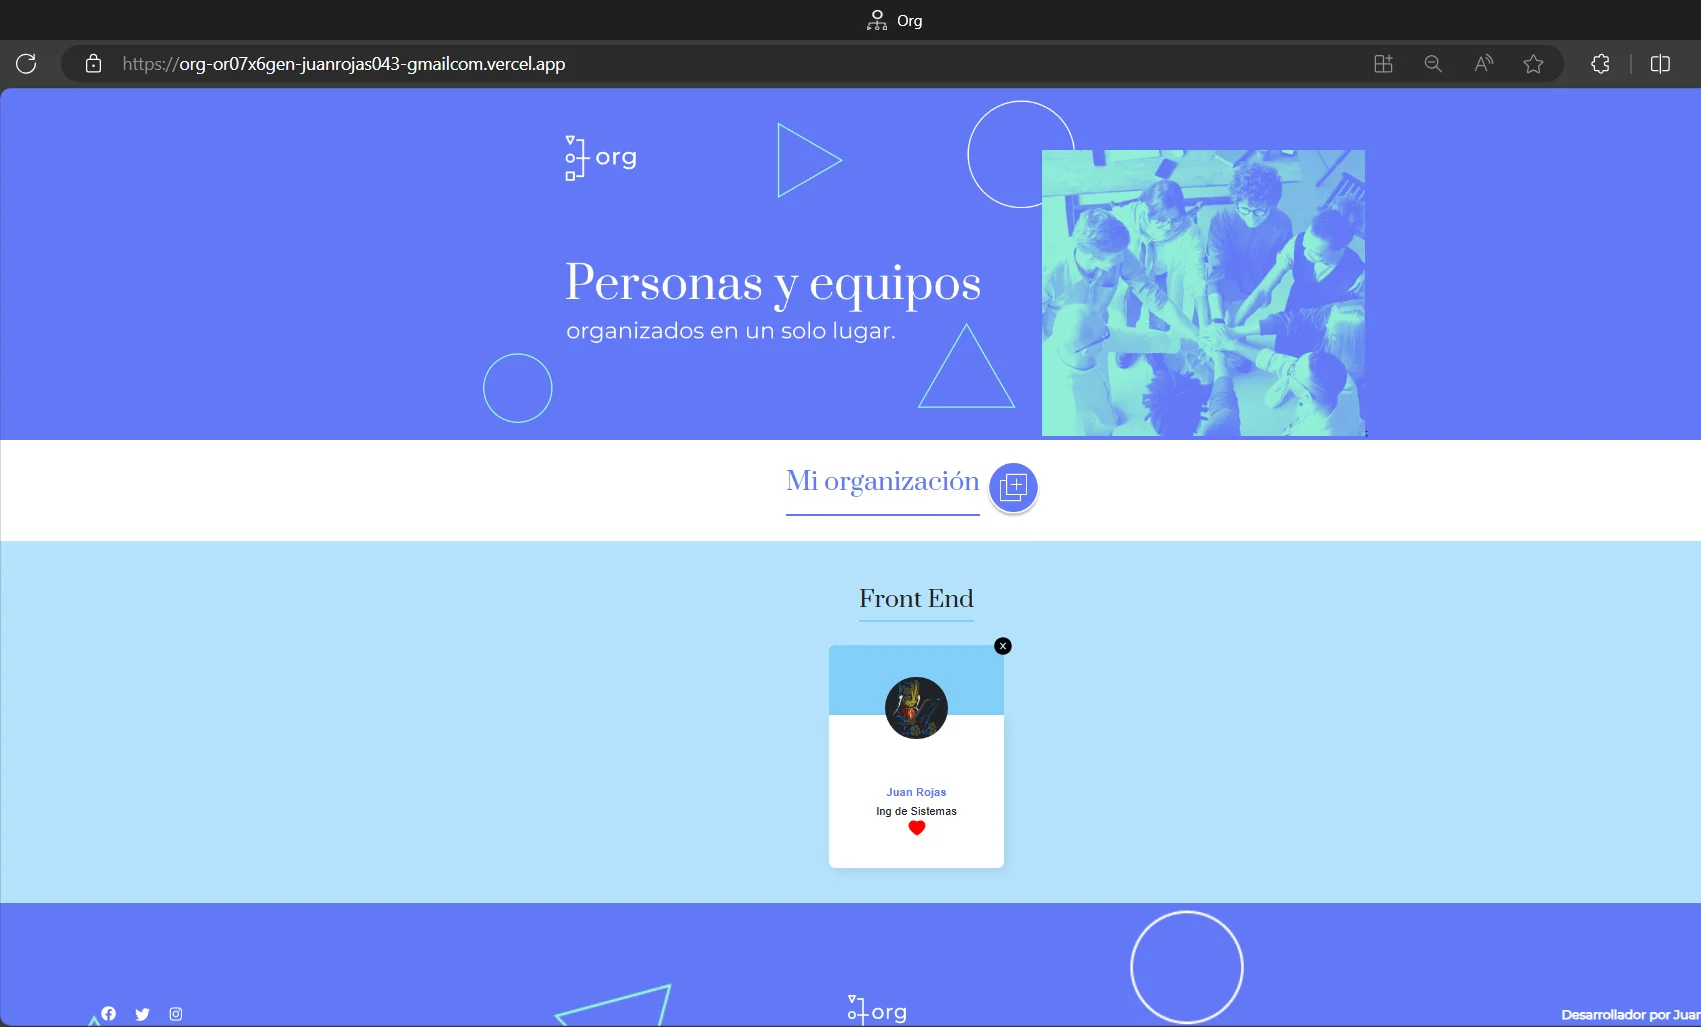 Org
https://org-or07x6gen-juanrojas043-gmailcom.vercel.app
org
Personas y equipos
organizados en un solo lugar.
Mi organización
Front End
Juan Rojas
Ing de Sistemas
org
Desarrollador por Juan